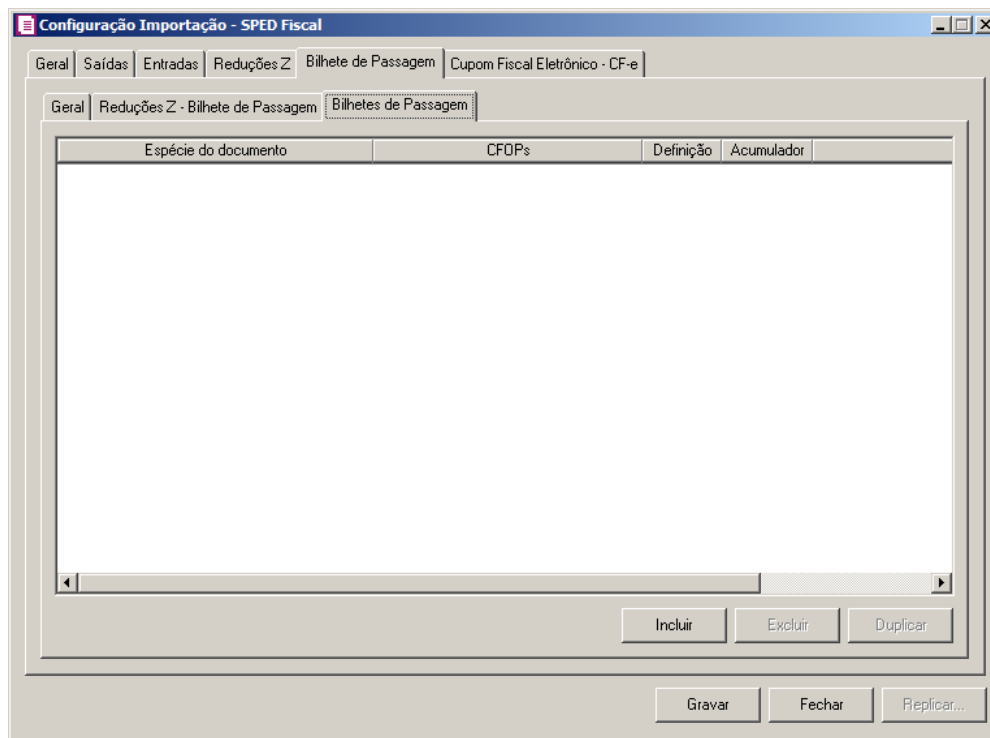 Configuração Importação - SPED Fiscal
Geral Saídas Entradas Reduções Z Bilhete de Passagem Cupom Fiscal Eletrônico - CF-e
Geral Reduções Z - Bilhete de Passagem Bilhetes de Passagem
Espécie do documento CFOPs Definição Acumulador
Incluir Excluir Duplicar
Gravar Fechar Replicar...